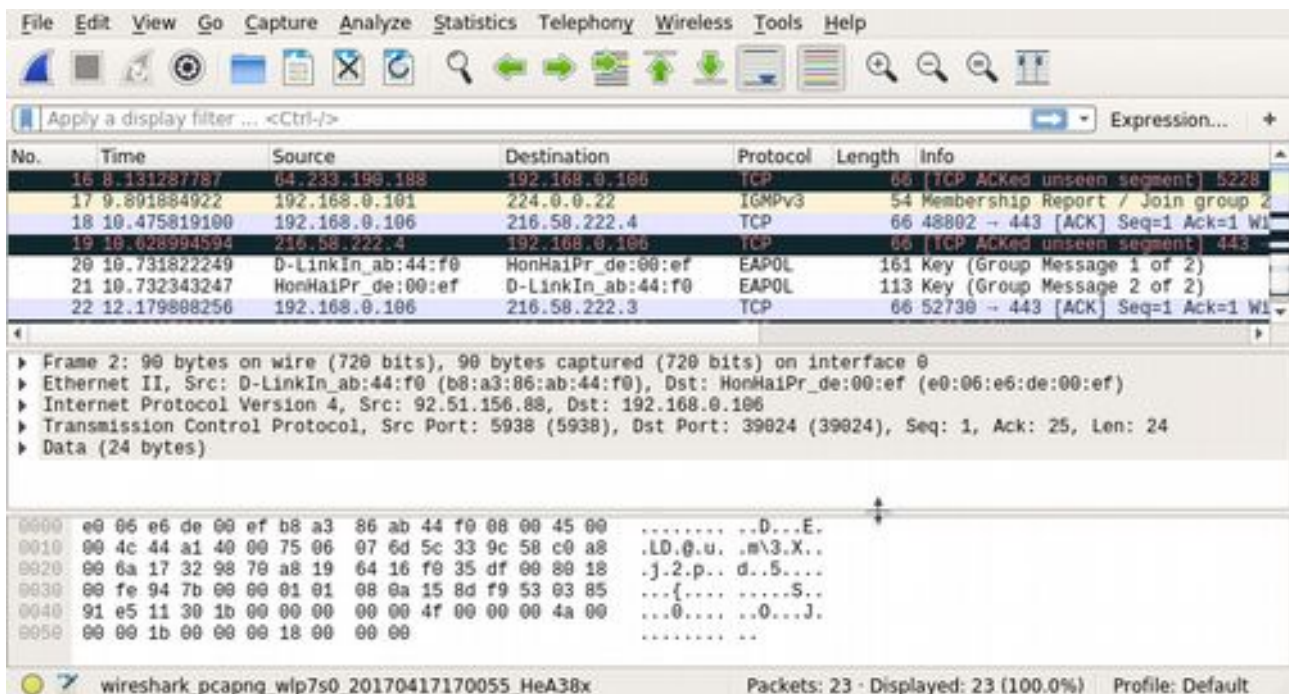 File Edit View Go Capture Analyze Statistics Telephony Wireless Tools Help
Apply a display filter ... <Ctrl-/> Expression... +
No. Time Source Destination Protocol Length Info
16 8.131287787 64.233.190.188 192.168.0.106 TCP 66 [TCP ACKed unseen segment] 5228
17 9.891884922 192.168.0.101 224.0.0.22 IGMPv3 54 Membership Report / Join group 2
18 10.475819100 192.168.0.106 216.58.222.4 TCP 66 48802 → 443 [ACK] Seq=1 Ack=1 Wi
19 10.628994594 216.58.222.4 192.168.0.106 TCP 66 [TCP ACKed unseen segment] 443
20 10.731822249 D-LinkIn_ab:44:f0 HonHaiPr_de:00:ef EAPOL 161 Key (Group Message 1 of 2)
21 10.732343247 HonHaiPr_de:00:ef D-LinkIn_ab:44:f0 EAPOL 113 Key (Group Message 2 of 2)
22 12.179808256 192.168.0.106 216.58.222.3 TCP 66 52730 → 443 [ACK] Seq=1 Ack=1 Wi
Frame 2: 90 bytes on wire (720 bits), 90 bytes captured (720 bits) on interface 0
Ethernet II, Src: D-LinkIn_ab:44:f0 (b8:a3:86:ab:44:f0), Dst: HonHaiPr_de:00:ef (e0:06:e6:de:00:ef)
Internet Protocol Version 4, Src: 92.51.156.88, Dst: 192.168.0.106
Transmission Control Protocol, Src Port: 5938 (5938), Dst Port: 39024 (39024), Seq: 1, Ack: 25, Len: 24
Data (24 bytes)
0000 e0 06 e6 de 00 ef b8 a3 86 ab 44 f0 08 00 45 00 ........ ..D...E.
0010 00 4c 44 a1 40 00 75 06 07 6d 5c 33 9c 58 c0 a8 .LD.@.u. .m\3.X..
0020 00 6a 17 32 98 70 a8 19 64 16 f0 35 df 00 80 18 .j.2.p.. d..5....
0030 00 fe 94 7b 00 00 01 01 08 0a 15 8d f9 53 03 85 ...{.... .....S..
0040 91 e5 11 30 1b 00 00 00 00 00 4f 00 00 00 4a 00 ...0.... ..O...J.
0050 00 00 1b 00 00 00 18 00 00 00 ........ ..
wireshark_pcapng_wlp7s0_20170417170055_HeA38x Packets: 23 · Displayed: 23 (100.0%) Profile: Default